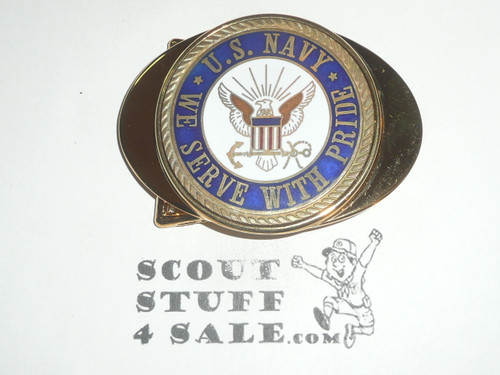 ★ U.S. NAVY ★
WE SERVE WITH PRIDE
SCOUT
STUFF
4 SALE.COM